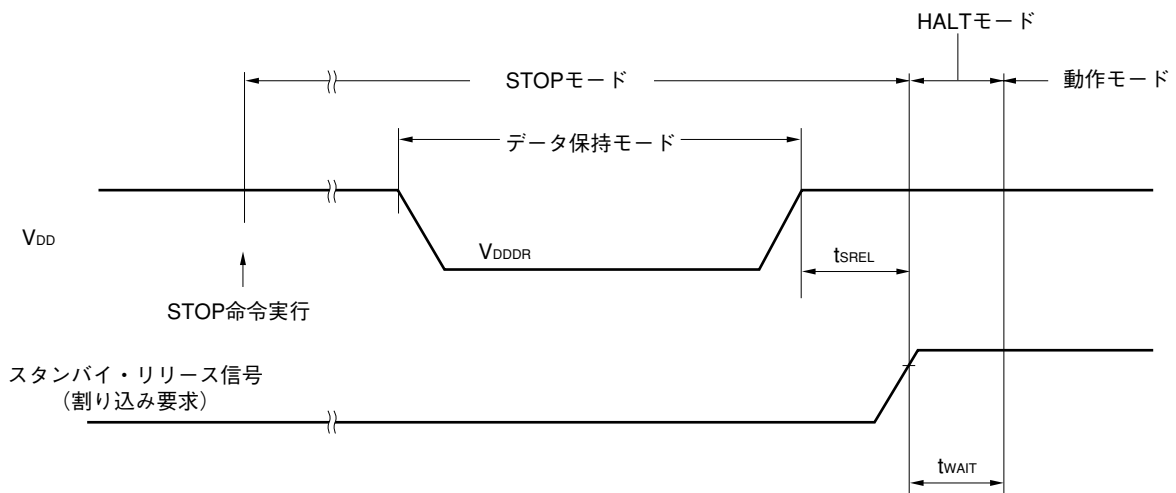 HALTモード
STOPモード
動作モード
データ保持モード
VDD
VDDDR
tSREL
STOP命令実行
スタンバイ・リリース信号
（割り込み要求）
tWAIT